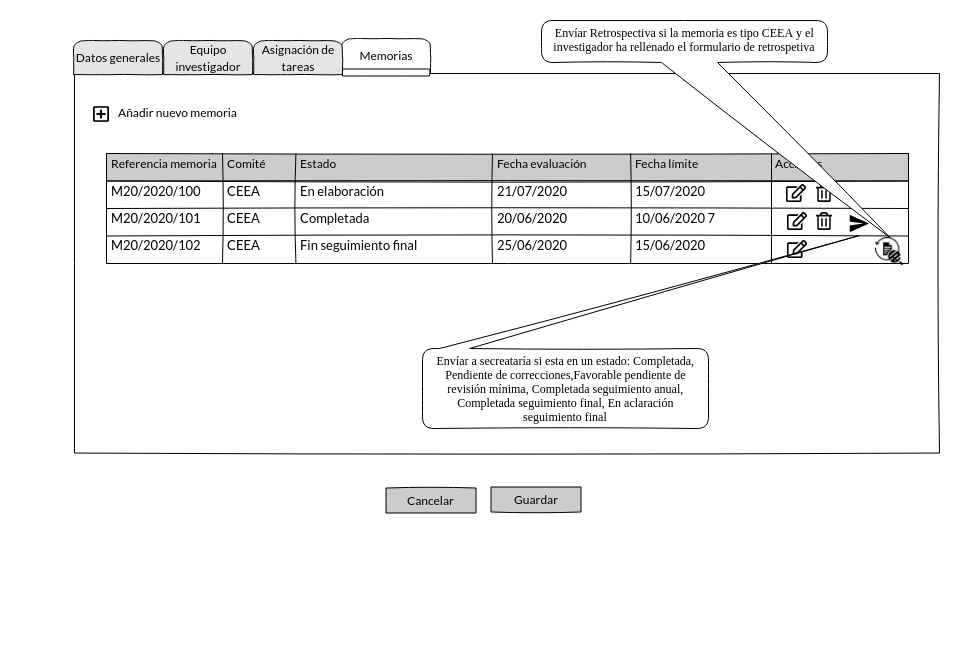 Envíar Retrospectiva si la memoria es tipo CEEA y el
investigador ha rellenado el formulario de retrospetiva
Datos generales
Equipo
investigador
Asignación de
tareas
Memorias
Añadir nuevo memoria
Referencia memoria Comité Estado Fecha evaluación Fecha límite
M20/2020/100 CEEA En elaboración 21/07/2020 15/07/2020
M20/2020/101 CEEA Completada 20/06/2020 10/06/2020 7
M20/2020/102 CEEA Fin seguimiento final 25/06/2020 15/06/2020
Envíar a secreataría si esta en un estado: Completada,
Pendiente de correcciones,Favorable pendiente de
revisión mínima, Completada seguimiento anual,
Completada seguimiento final, En aclaración
seguimiento final
Cancelar Guardar